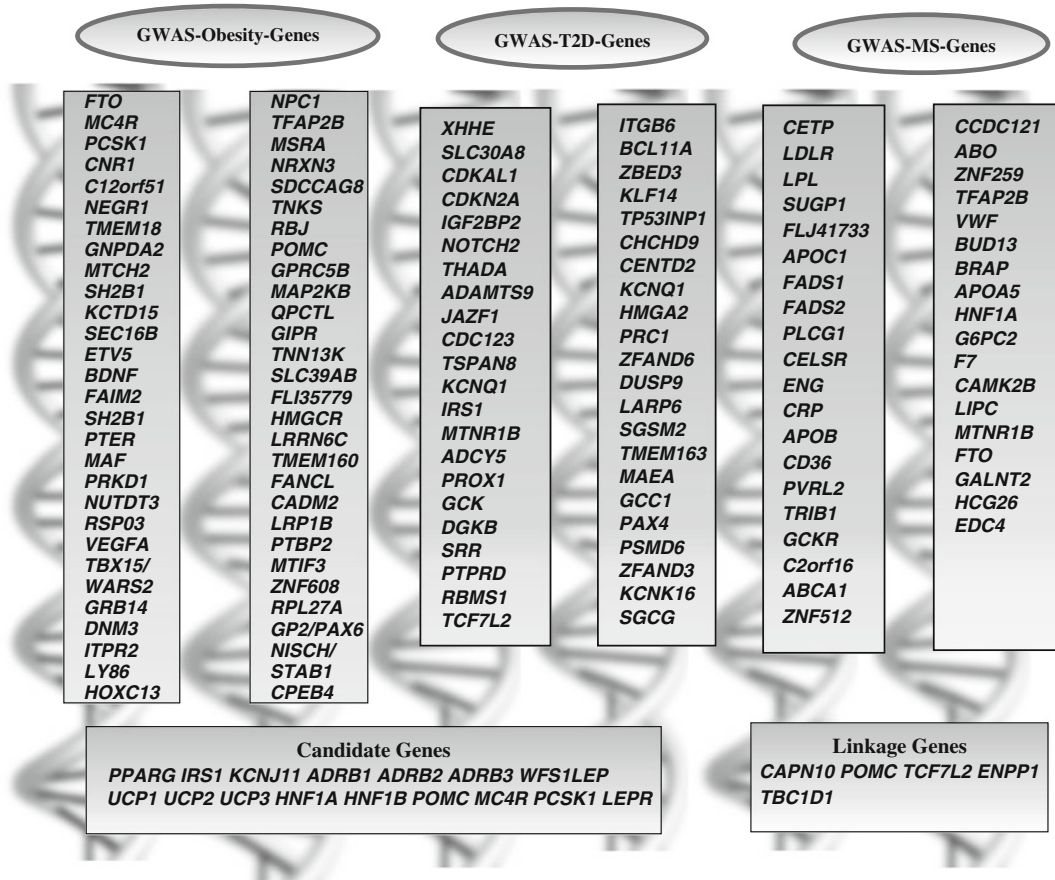 GWAS-Obesity-Genes
FTO
MC4R
PCSK1
CNR1
C12orf51
NEGR1
TMEM18
GNPDA2
MTCH2
SH2B1
KCTD15
SEC16B
ETV5
BDNF
FAIM2
SH2B1
PTER
MAF
PRKD1
NUTDT3
RSP03
VEGFA
TBX15/
WARS2
GRB14
DNM3
ITPR2
LY86
HOXC13
NPC1
TFAP2B
MSRA
NRXN3
SDCCAG8
TNKS
RBJ
POMC
GPRC5B
MAP2KB
QPCTL
GIPR
TNN13K
SLC39AB
FLI35779
HMGCR
LRRN6C
TMEM160
FANCL
CADM2
LRP1B
PTBP2
MTIF3
ZNF608
RPL27A
GP2/PAX6
NISCH/
STAB1
CPEB4
GWAS-T2D-Genes
XHHE
SLC30A8
CDKAL1
CDKN2A
IGF2BP2
NOTCH2
THADA
ADAMTS9
JAZF1
CDC123
TSPAN8
KCNQ1
IRS1
MTNR1B
ADCY5
PROX1
GCK
DGKB
SRR
PTPRD
RBMS1
TCF7L2
ITGB6
BCL11A
ZBED3
KLF14
TP53INP1
CHCHD9
CENTD2
KCNQ1
HMGA2
PRC1
ZFAND6
DUSP9
LARP6
SGSM2
TMEM163
MAEA
GCC1
PAX4
PSMD6
ZFAND3
KCNK16
SGCG
GWAS-MS-Genes
CETP
LDLR
LPL
SUGP1
FLJ41733
APOC1
FADS1
FADS2
PLCG1
CELSR
ENG
CRP
APOB
CD36
PVRL2
TRIB1
GCKR
C2orf16
ABCA1
ZNF512
CCDC121
ABO
ZNF259
TFAP2B
VWF
BUD13
BRAP
APOA5
HNF1A
G6PC2
F7
CAMK2B
LIPC
MTNR1B
FTO
GALNT2
HCG26
EDC4
Candidate Genes
PPARG IRS1 KCNJ11 ADRB1 ADRB2 ADRB3 WFS1LEP
UCP1 UCP2 UCP3 HNF1A HNF1B POMC MC4R PCSK1 LEPR
Linkage Genes
CAPN10 POMC TCF7L2 ENPP1
TBC1D1